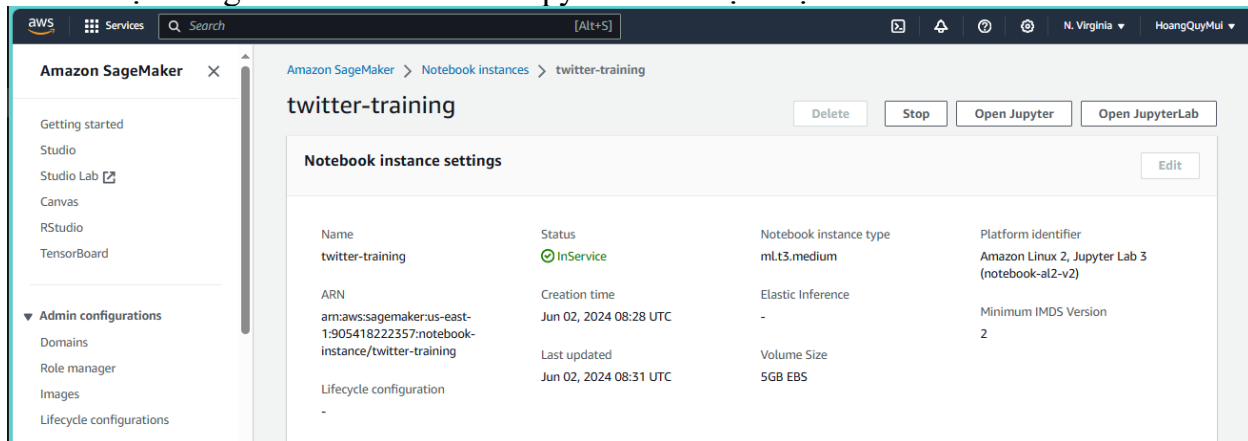 aws Services Search [Alt+S] N. Virginia HoangQuyMui
Amazon SageMaker
Getting started
Studio
Studio Lab
Canvas
RStudio
TensorBoard
Admin configurations
Domains
Role manager
Images
Lifecycle configurations
Amazon SageMaker > Notebook instances > twitter-training
twitter-training
Delete Stop Open Jupyter Open JupyterLab
Notebook instance settings
Edit
Name
twitter-training
ARN
arn:aws:sagemaker:us-east-
1:905418222357:notebook-
instance/twitter-training
Lifecycle configuration
-
Status
InService
Creation time
Jun 02, 2024 08:28 UTC
Last updated
Jun 02, 2024 08:31 UTC
Notebook instance type
ml.t3.medium
Elastic Inference
-
Volume Size
5GB EBS
Platform identifier
Amazon Linux 2, Jupyter Lab 3
(notebook-al2-v2)
Minimum IMDS Version
2